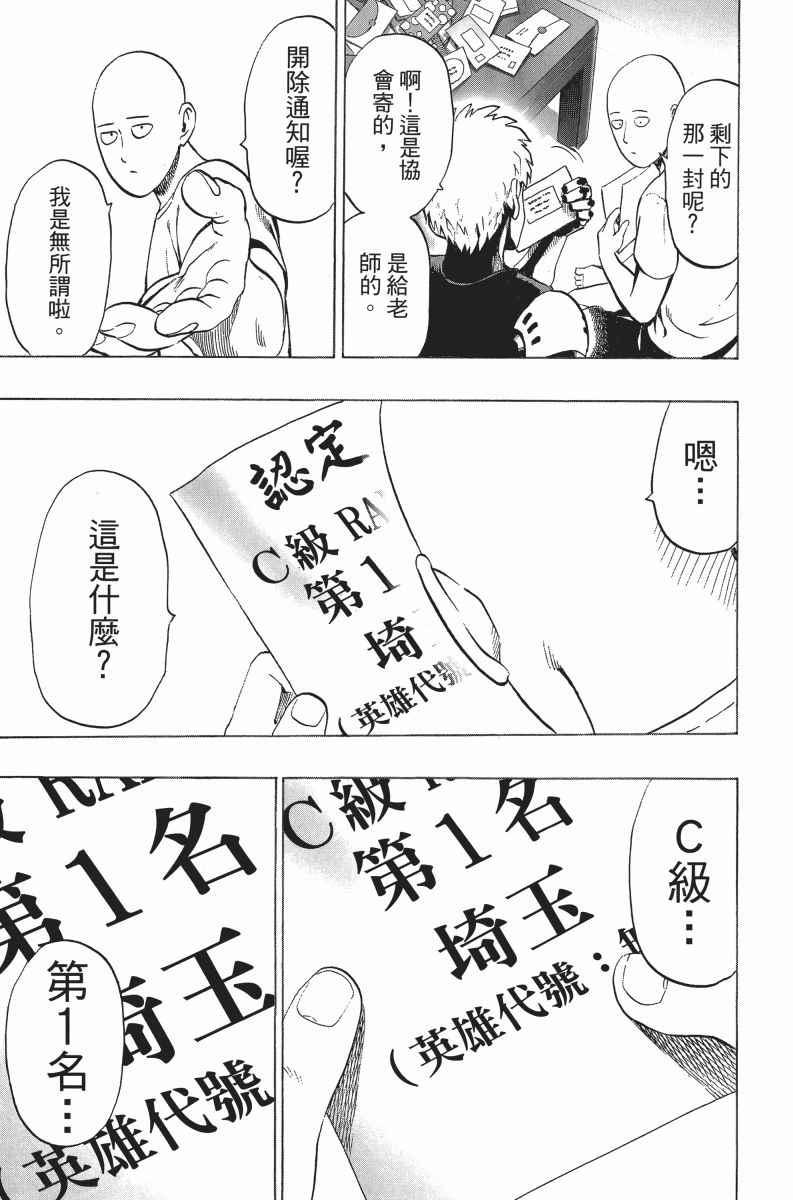 剩下的
那一封呢?
啊!這是協
會寄的,
是給老
師的。
開除通知喔?
我是無所謂啦。
嗯…
認定
C級 RA
第1
埼
(英雄代號
這是什麼?
C級…
C級
第1名
埼玉
(英雄代號:
級 RA
第1名
埼玉
(英雄代號
第1名…